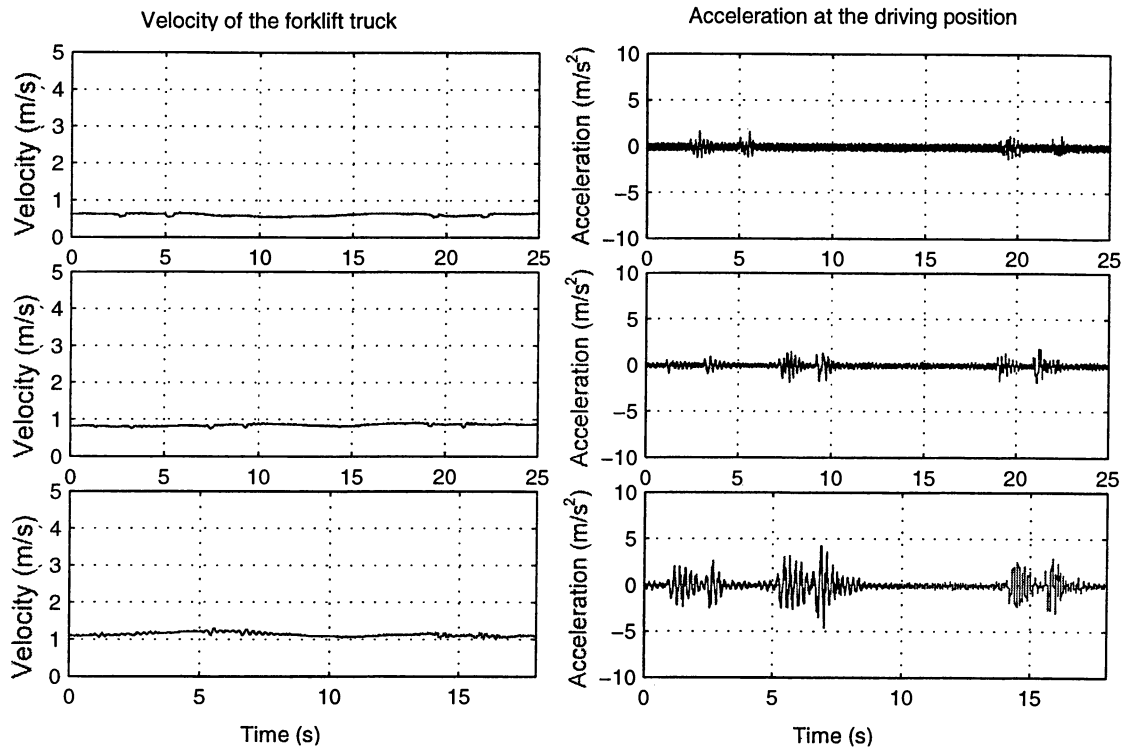 Velocity of the forklift truck
Acceleration at the driving position
Velocity (m/s)
5
4
3
2
1
0
0 5 10 15 20 25
Acceleration (m/s²)
10
5
0
−5
−10
0 5 10 15 20 25
Velocity (m/s)
5
4
3
2
1
0
0 5 10 15 20 25
Acceleration (m/s²)
10
5
0
−5
−10
0 5 10 15 20 25
Velocity (m/s)
5
4
3
2
1
0
0 5 10 15
Time (s)
Acceleration (m/s²)
10
5
0
−5
−10
0 5 10 15
Time (s)